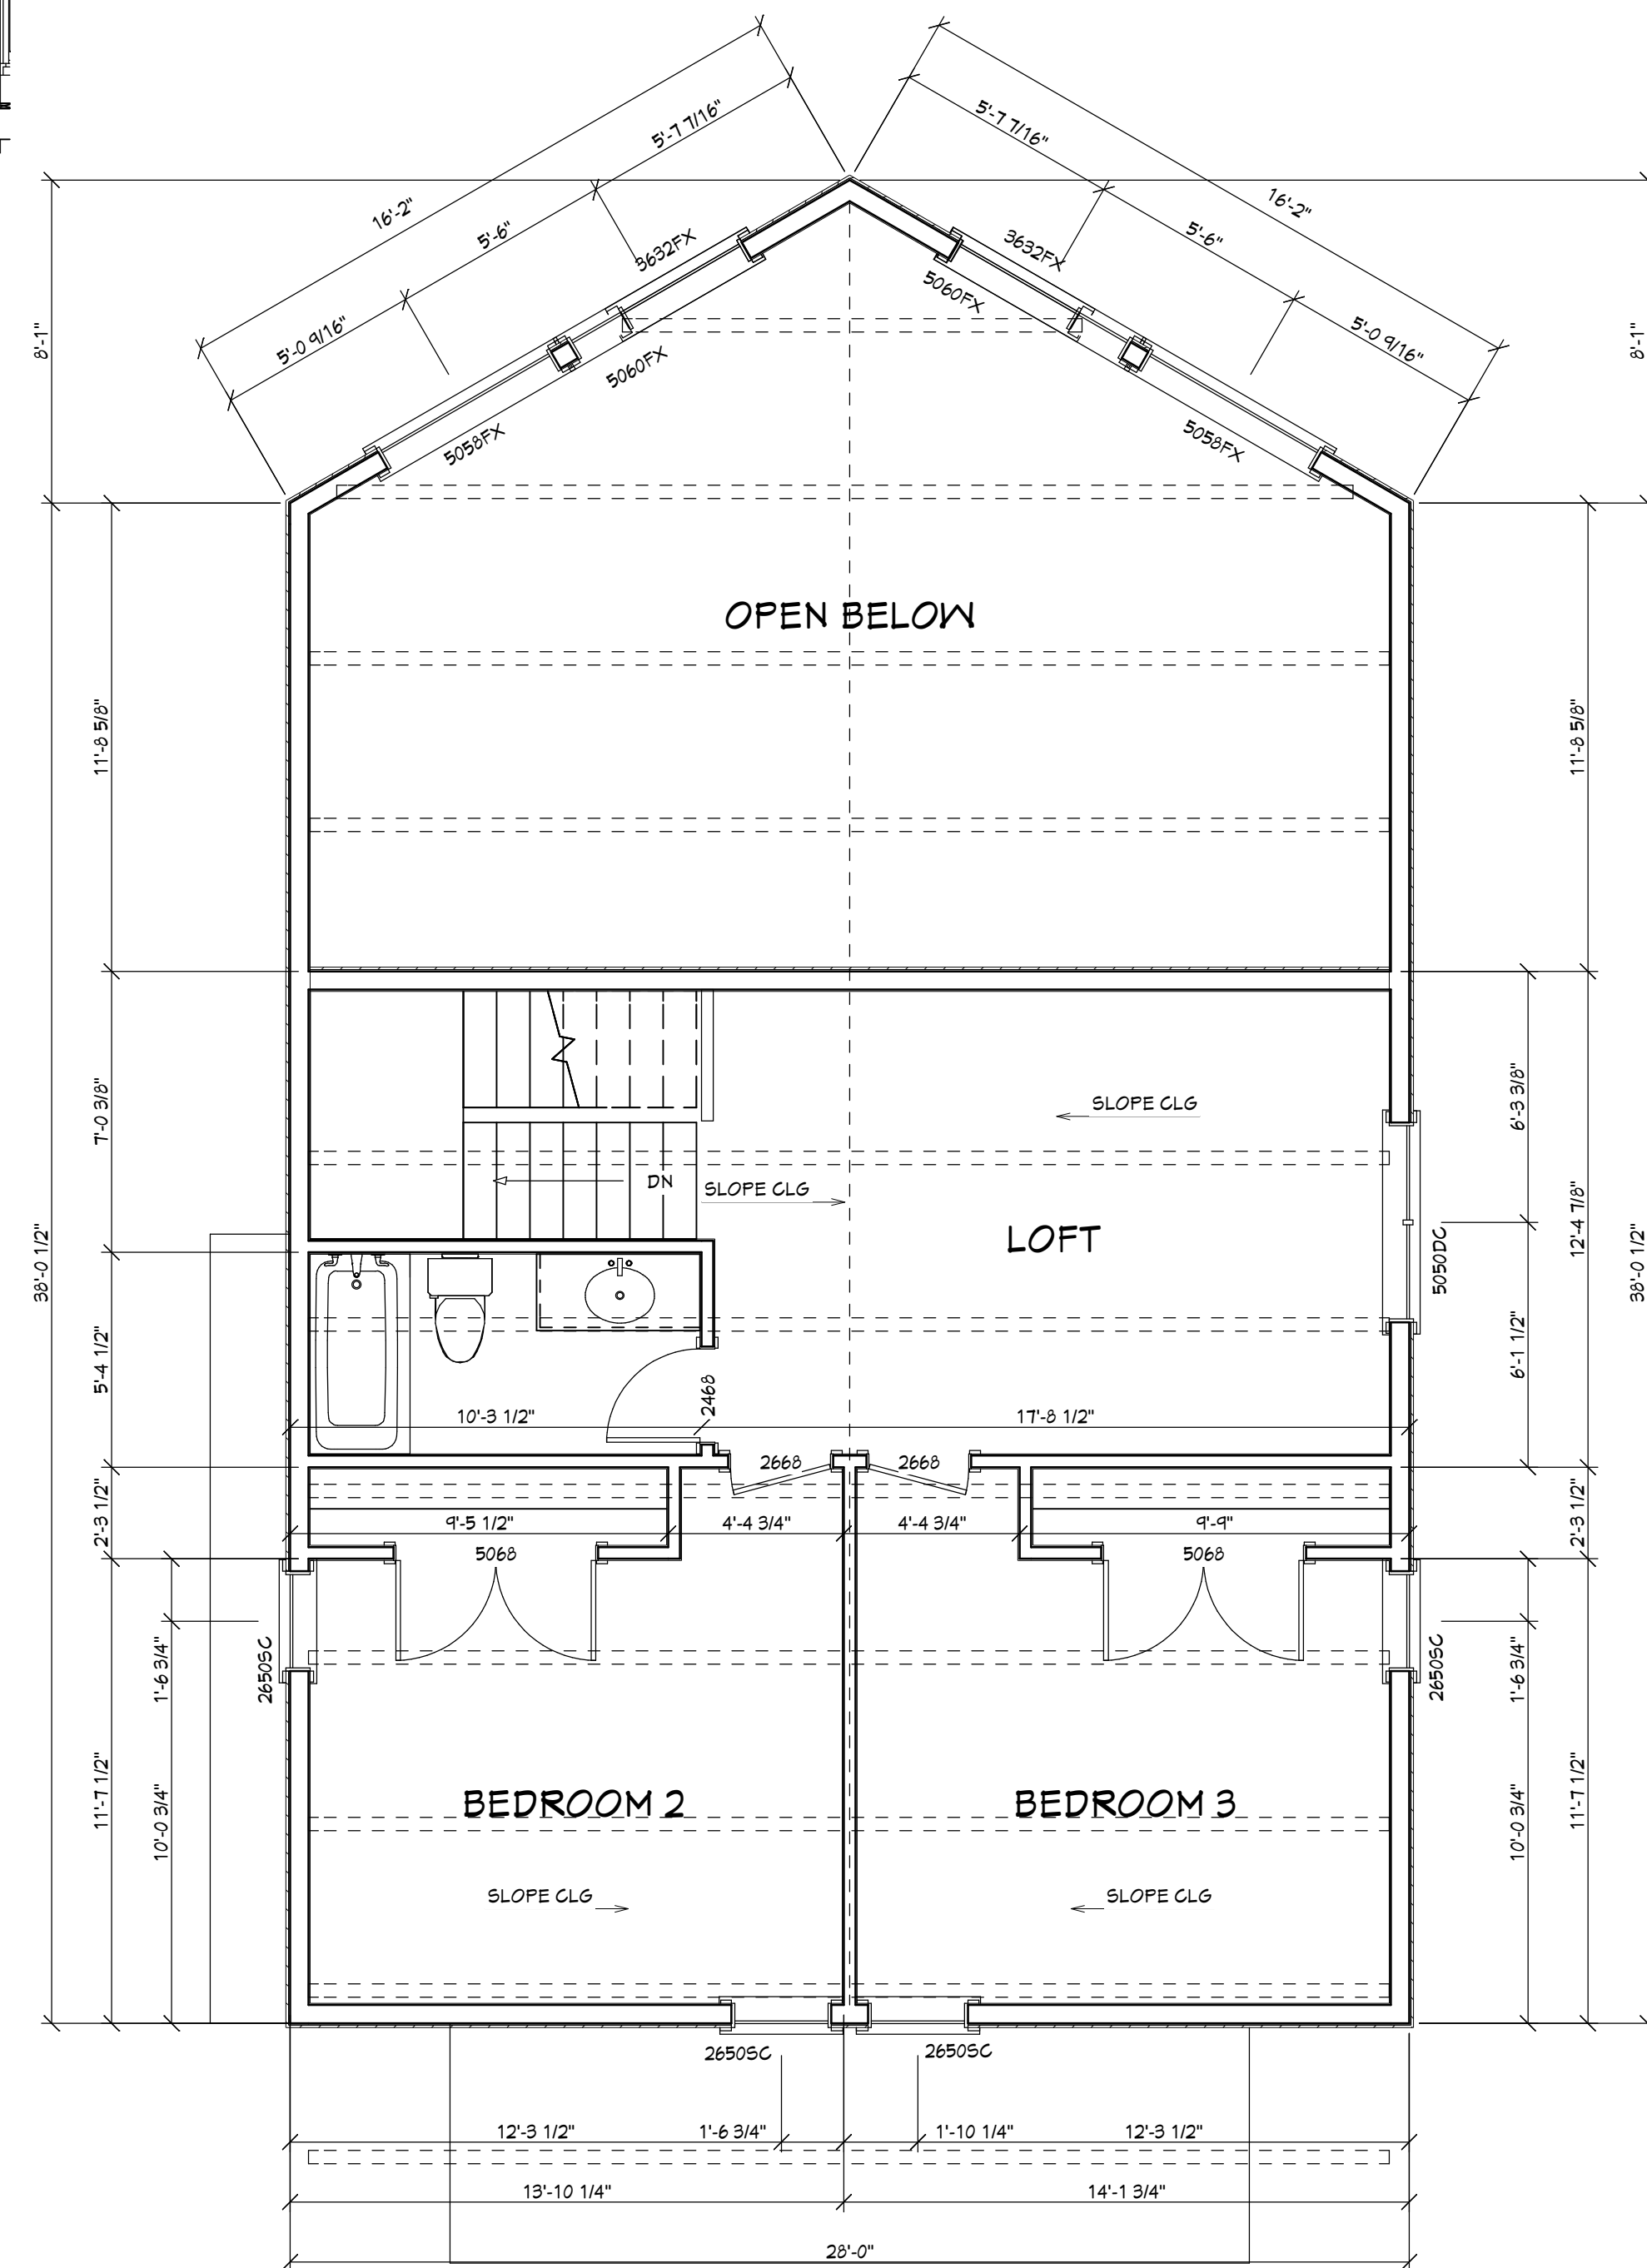 5'-7 7/16"
5'-7 7/16"
16'-2"
16'-2"
5'-6"
5'-6"
3632FX
3632FX
5060FX
5060FX
5'-0 9/16"
5'-0 9/16"
8'-1"
8'-1"
5058FX
5058FX
OPEN BELOW
11'-8 5/8"
11'-8 5/8"
SLOPE CLG
7'-0 3/8"
6'-3 3/8"
DN
SLOPE CLG
LOFT
38'-0 1/2"
12'-4 7/8"
38'-0 1/2"
5050DC
5'-4 1/2"
6'-1 1/2"
2468
10'-3 1/2"
17'-8 1/2"
2668
2668
2'-3 1/2"
2'-3 1/2"
9'-5 1/2"
4'-4 3/4"
4'-4 3/4"
9'-9"
5068
5068
2650SC
1'-6 3/4"
2650SC
1'-6 3/4"
BEDROOM 2
BEDROOM 3
11'-7 1/2"
10'-0 3/4"
10'-0 3/4"
11'-7 1/2"
SLOPE CLG
SLOPE CLG
2650SC
2650SC
12'-3 1/2"
1'-6 3/4"
1'-10 1/4"
12'-3 1/2"
13'-10 1/4"
14'-1 3/4"
28'-0"